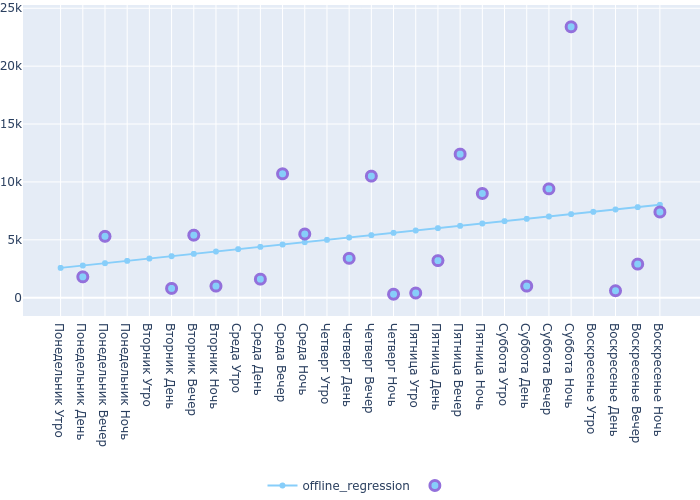 25k
20k
15k
10k
5k
0
Понедельник Утро
Понедельник День
Понедельник Вечер
Понедельник Ночь
Вторник Утро
Вторник День
Вторник Вечер
Вторник Ночь
Среда Утро
Среда День
Среда Вечер
Среда Ночь
Четверг Утро
Четверг День
Четверг Вечер
Четверг Ночь
Пятница Утро
Пятница День
Пятница Вечер
Пятница Ночь
Суббота Утро
Суббота День
Суббота Вечер
Суббота Ночь
Воскресенье Утро
Воскресенье День
Воскресенье Вечер
Воскресенье Ночь
offline_regression